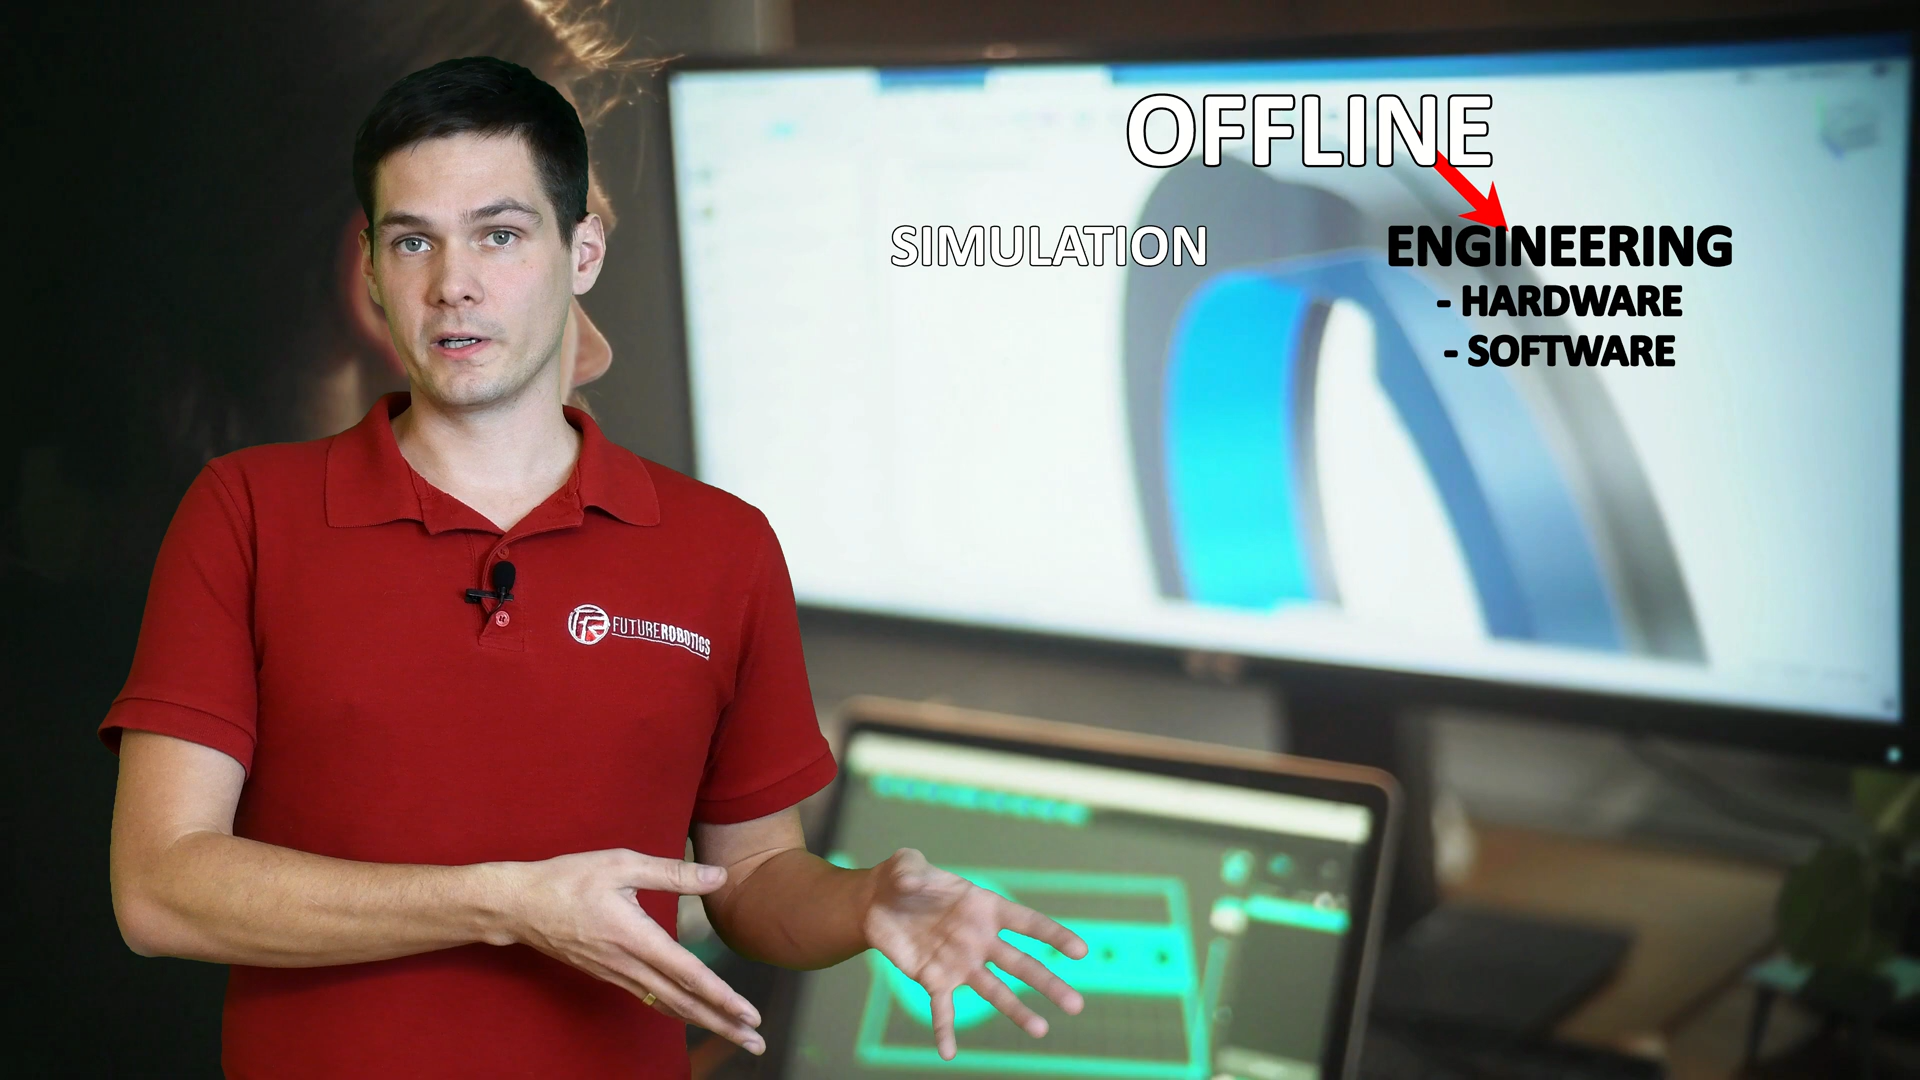 OFFLINE
SIMULATION
ENGINEERING
- HARDWARE
- SOFTWARE
FUTUREROBOTICS